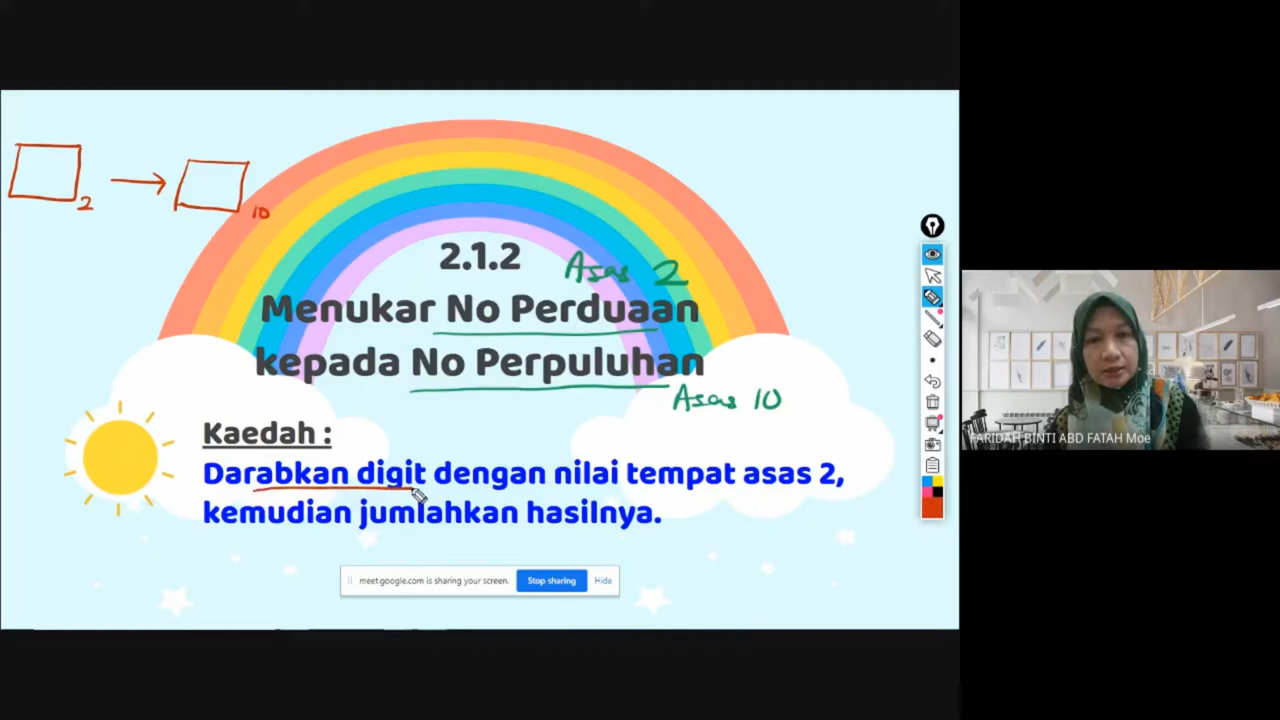 2
10
2.1.2
Asas 2
Menukar No Perduaan
kepada No Perpuluhan
Asas 10
Kaedah :
Darabkan digit dengan nilai tempat asas 2,
kemudian jumlahkan hasilnya.
meet.google.com is sharing your screen.
Stop sharing
Hide
FARIDAH BINTI ABD FATAH Moe